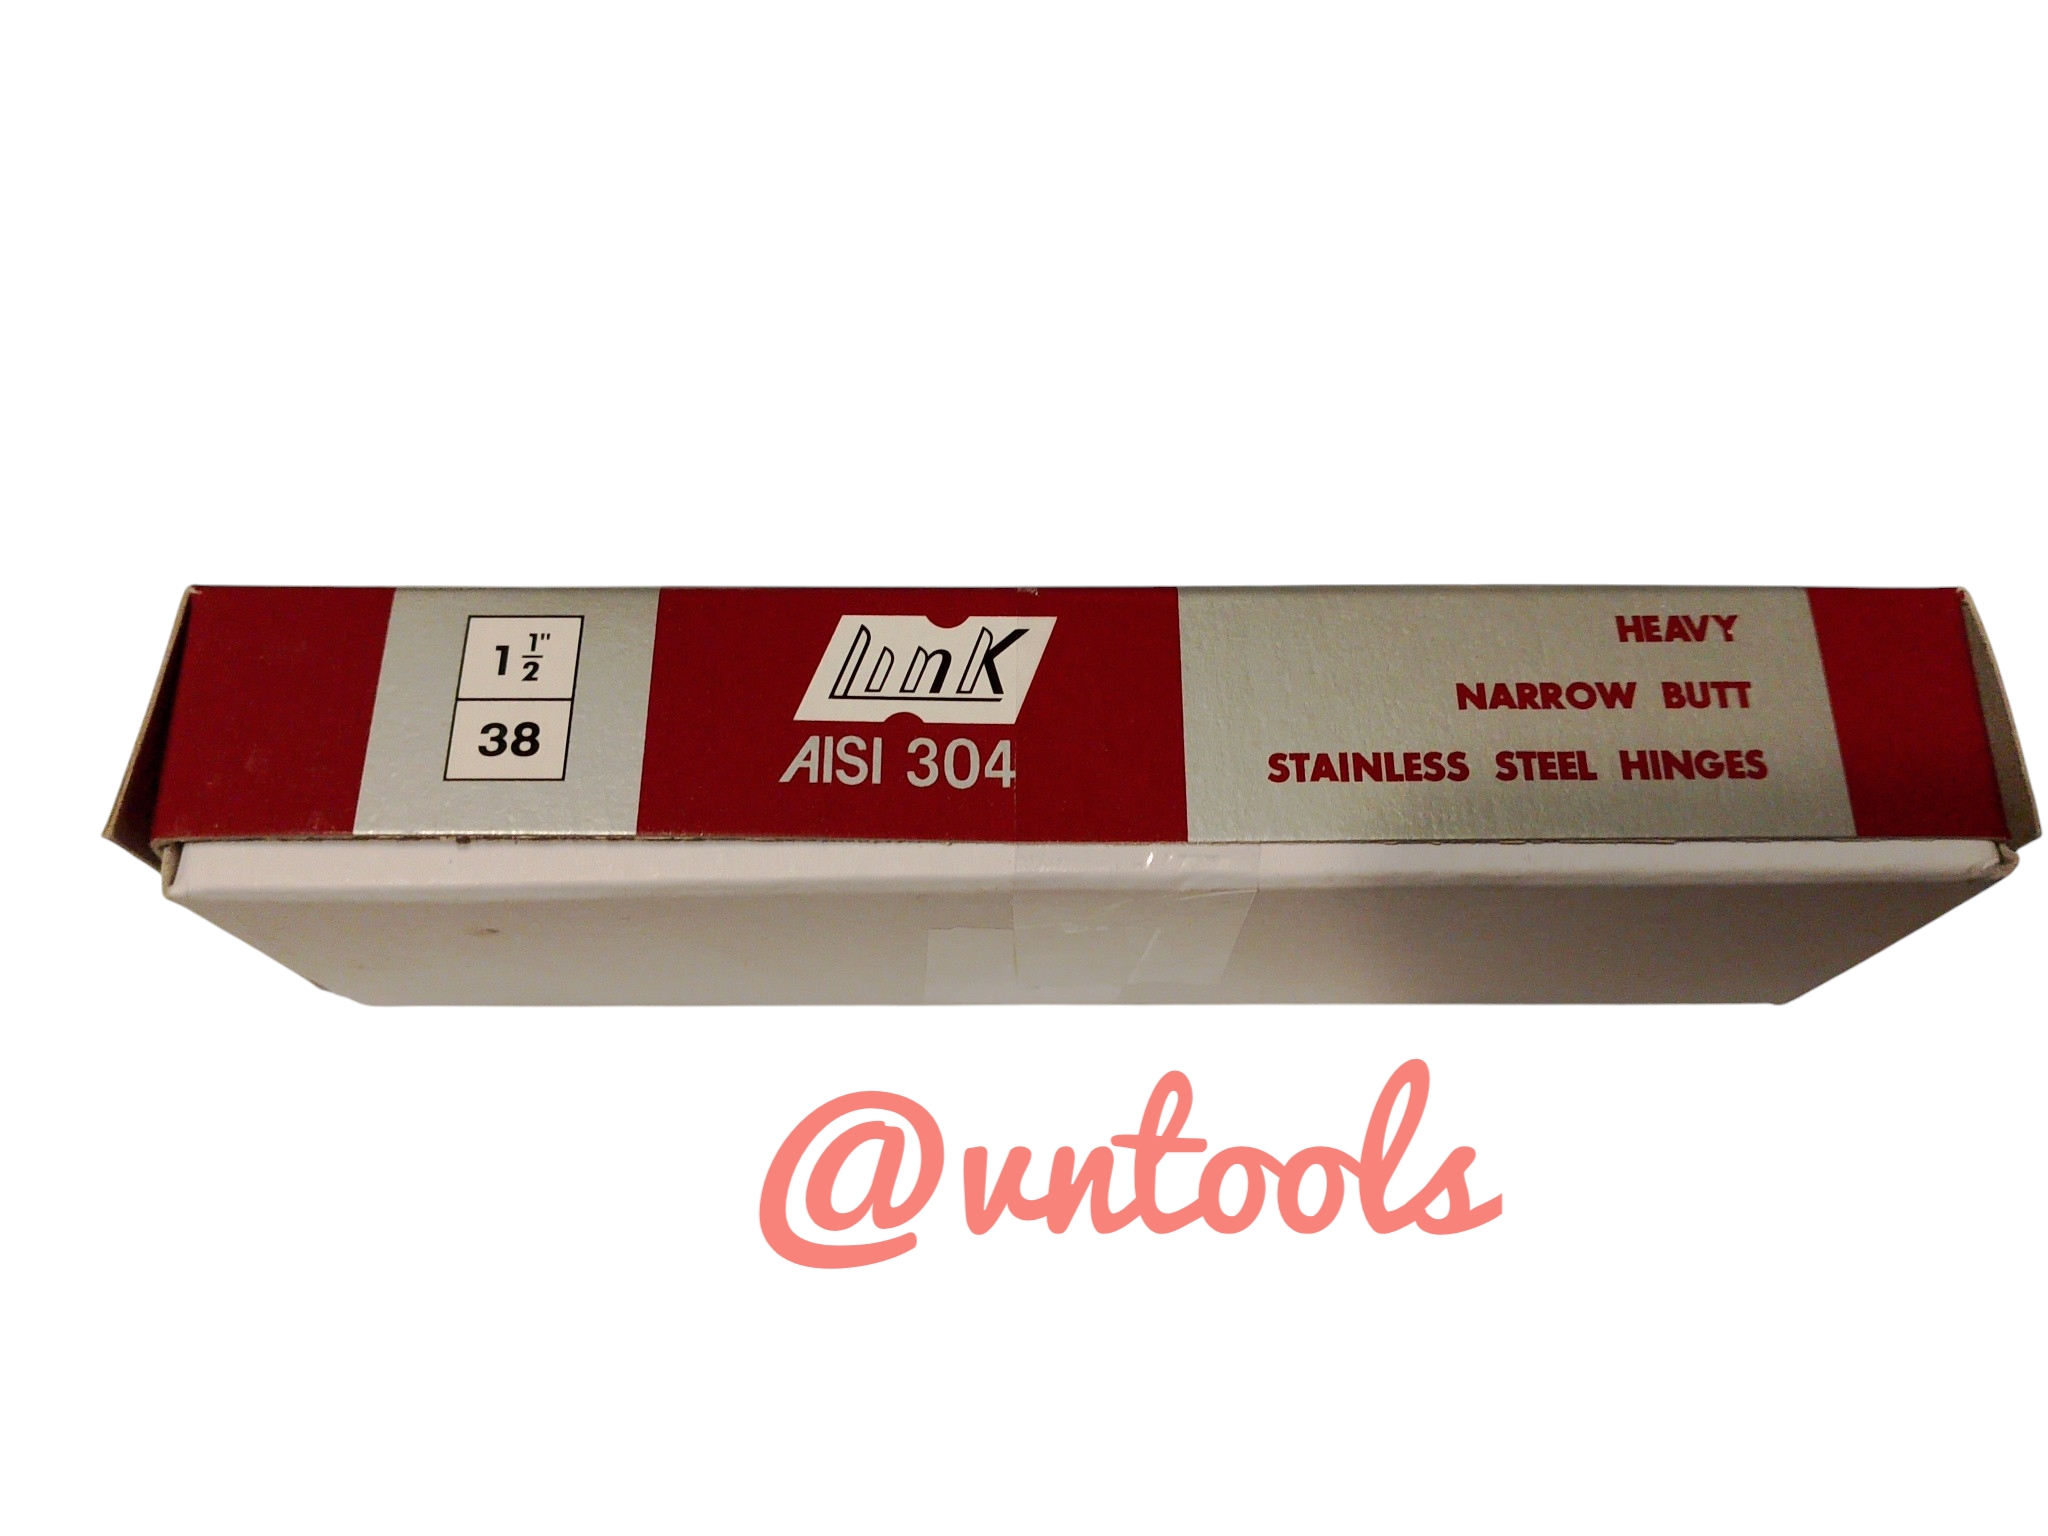 1 1/2"
38
link
AISI 304
HEAVY
NARROW BUTT
STAINLESS STEEL HINGES
@vntools